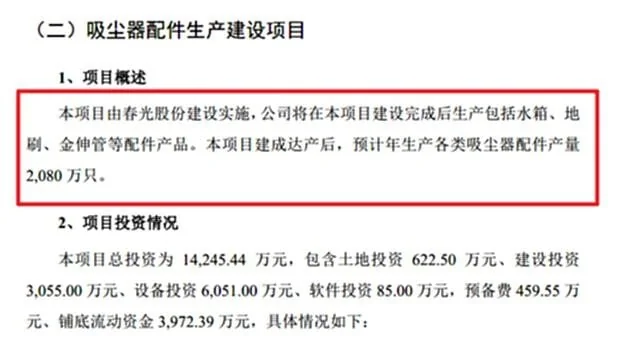 （二）吸尘器配件生产建设项目
1、项目概述
本项目由春光股份建设实施，公司将在本项目建设完成后生产包括水箱、地
刷、金伸管等配件产品。本项目建成达产后，预计年生产各类吸尘器配件产量
2,080 万只。
2、项目投资情况
本项目总投资为 14,245.44 万元，包含土地投资 622.50 万元、建设投资
3,055.00 万元、设备投资 6,051.00 万元、软件投资 85.00 万元，预备费 459.55 万
元、铺底流动资金 3,972.39 万元，具体情况如下：